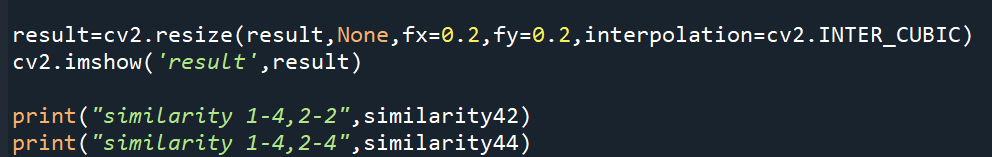 result=cv2.resize(result,None,fx=0.2,fy=0.2,interpolation=cv2.INTER_CUBIC)
cv2.imshow('result',result)
print("similarity 1-4,2-2",similarity42)
print("similarity 1-4,2-4",similarity44)